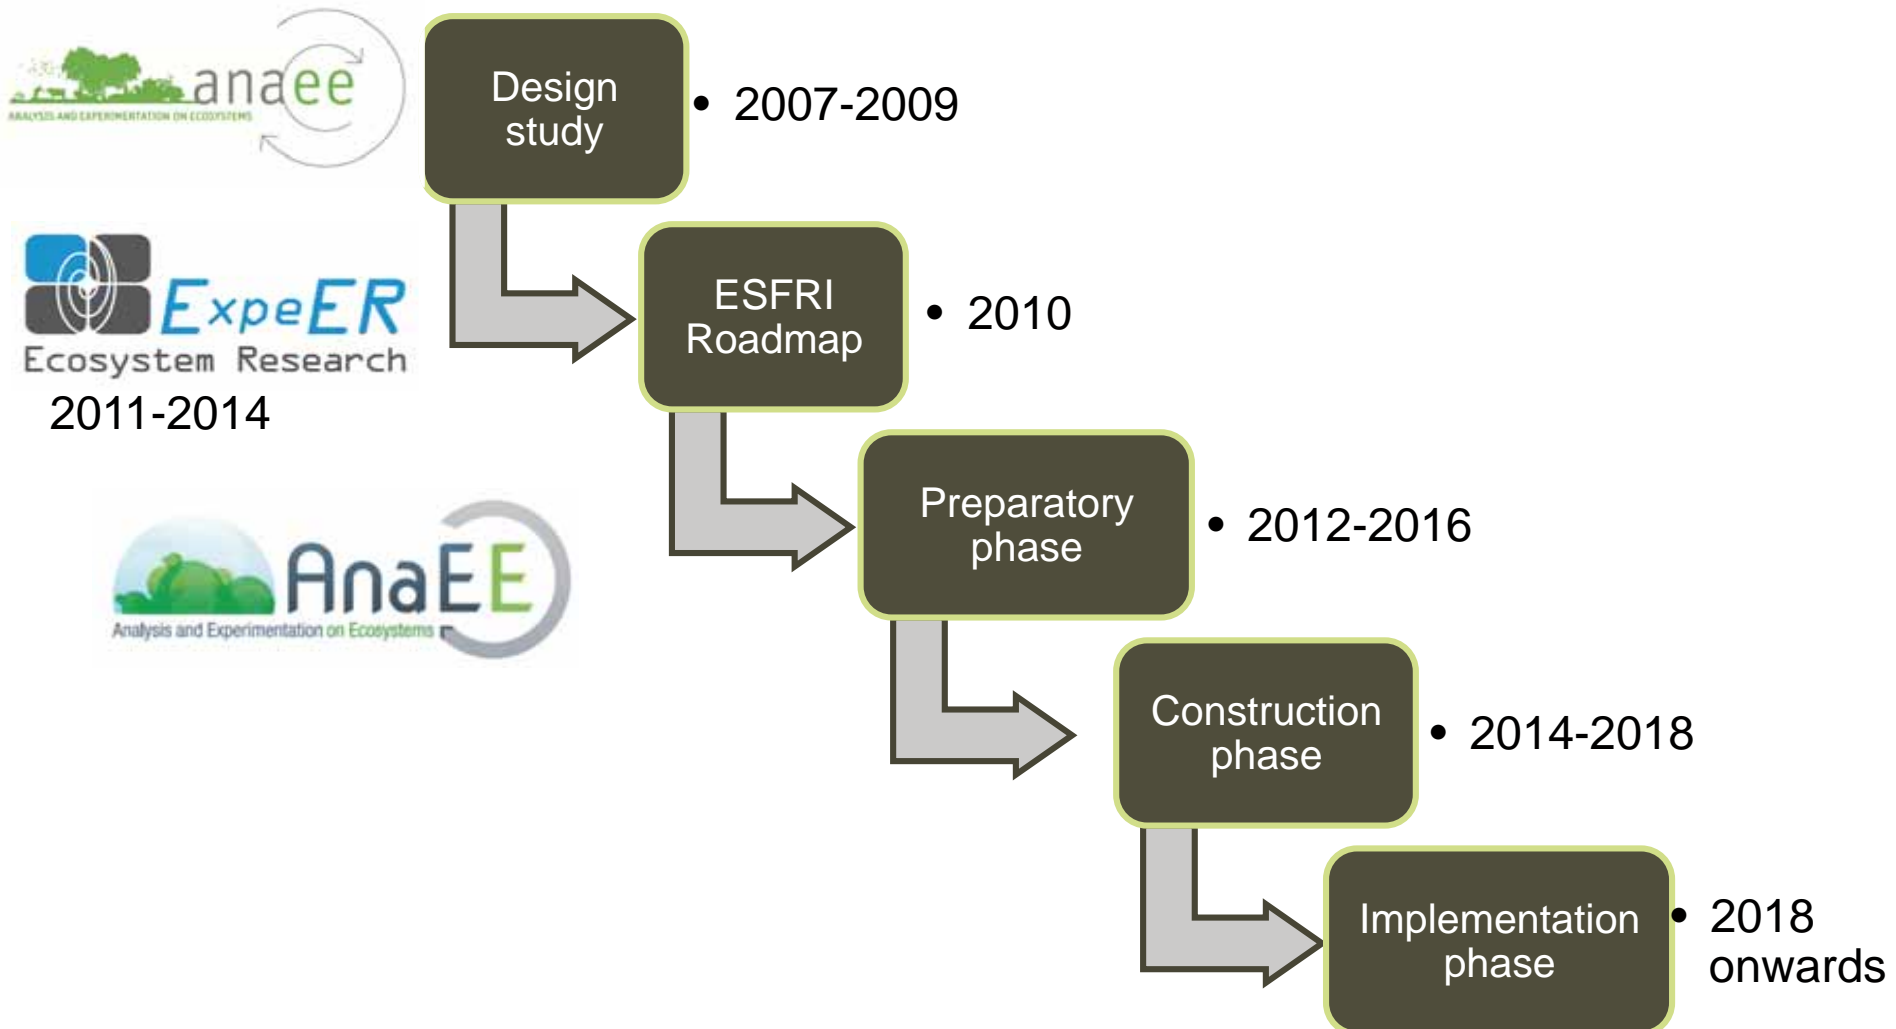 anaee
ANALYSIS AND EXPERIMENTATION ON ECOSYSTEMS
Design
study
• 2007-2009
ExpeER
Ecosystem Research
2011-2014
ESFRI
Roadmap
• 2010
AnaEE
Analysis and Experimentation on Ecosystems
Preparatory
phase
• 2012-2016
Construction
phase
• 2014-2018
Implementation
phase
• 2018
onwards